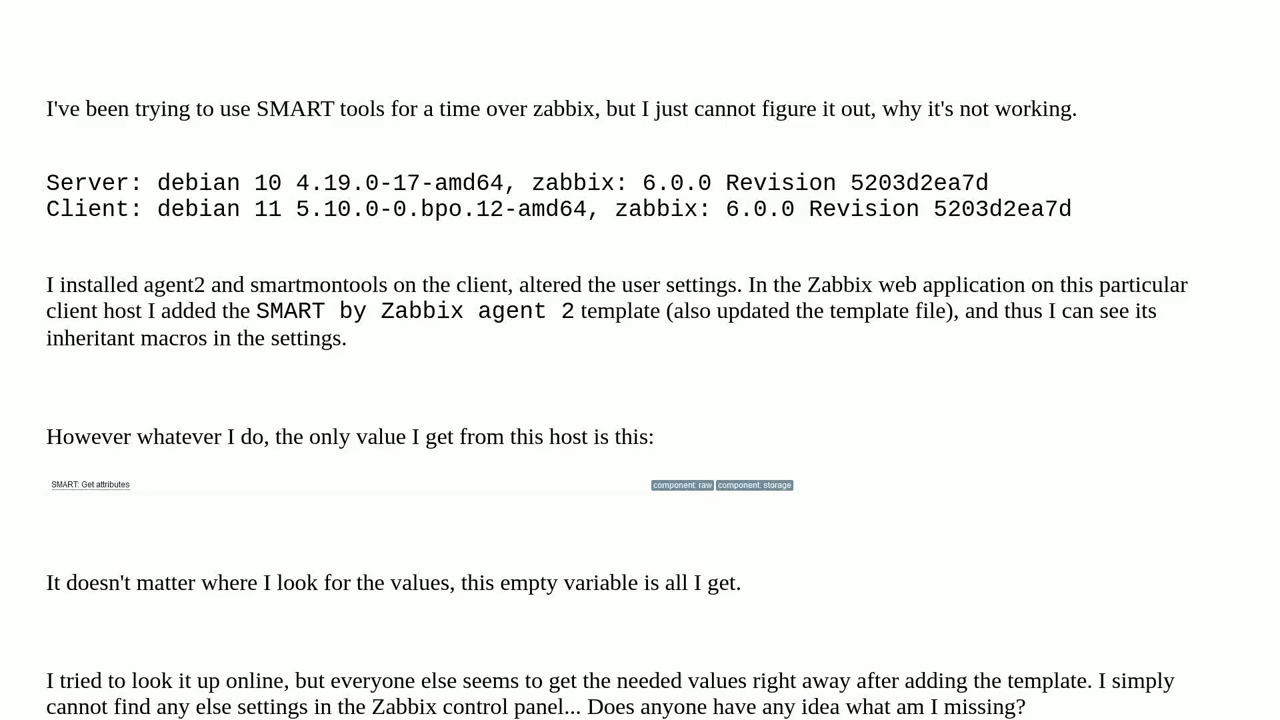 I've been trying to use SMART tools for a time over zabbix, but I just cannot figure it out, why it's not working.
Server: debian 10 4.19.0-17-amd64, zabbix: 6.0.0 Revision 5203d2ea7d
Client: debian 11 5.10.0-0.bpo.12-amd64, zabbix: 6.0.0 Revision 5203d2ea7d
I installed agent2 and smartmontools on the client, altered the user settings. In the Zabbix web application on this particular
client host I added the SMART by Zabbix agent 2 template (also updated the template file), and thus I can see its
inheritant macros in the settings.
However whatever I do, the only value I get from this host is this:
SMART: Get attributes component: raw component: storage
It doesn't matter where I look for the values, this empty variable is all I get.
I tried to look it up online, but everyone else seems to get the needed values right away after adding the template. I simply
cannot find any else settings in the Zabbix control panel... Does anyone have any idea what am I missing?